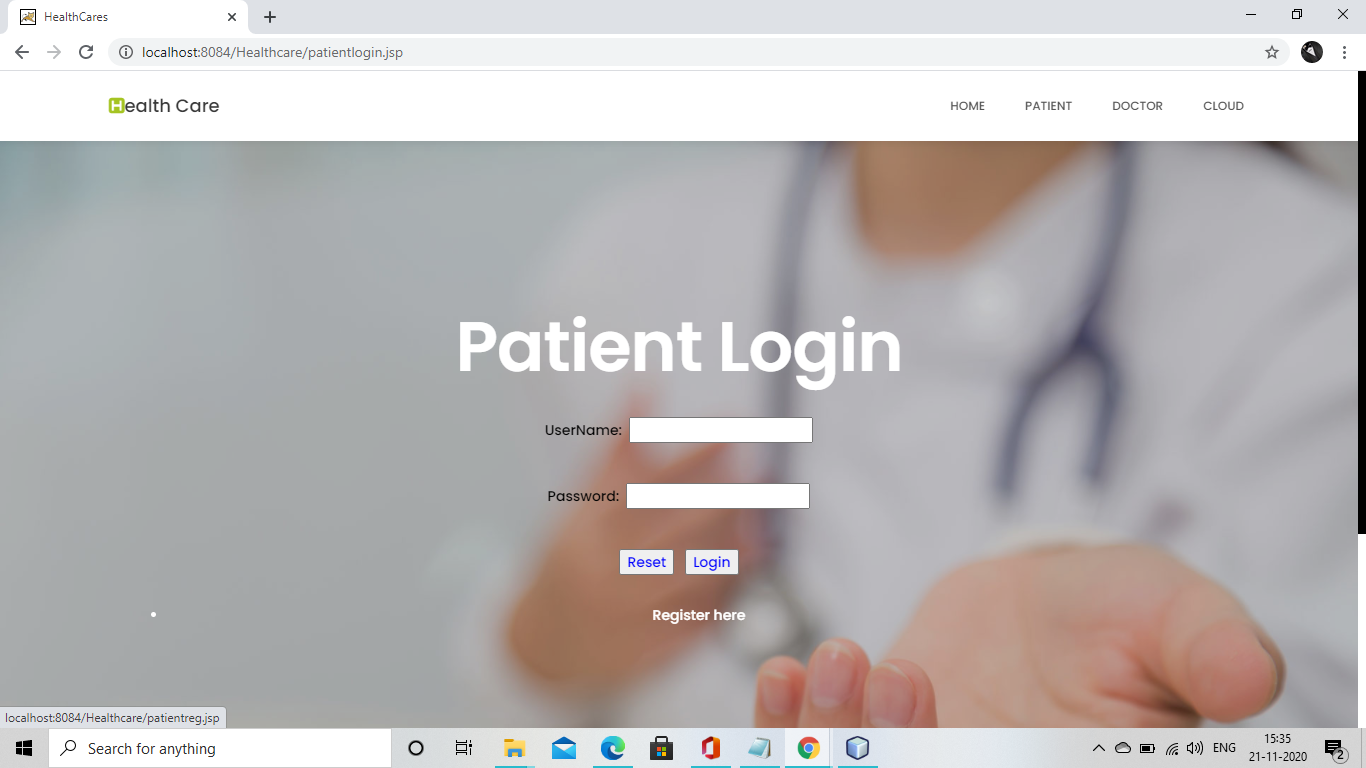 HealthCares
localhost:8084/Healthcare/patientlogin.jsp
Health Care
HOME PATIENT DOCTOR CLOUD
Patient Login
UserName:
Password:
Reset Login
Register here
localhost:8084/Healthcare/patientreg.jsp
Search for anything
ENG
15:35
21-11-2020
2